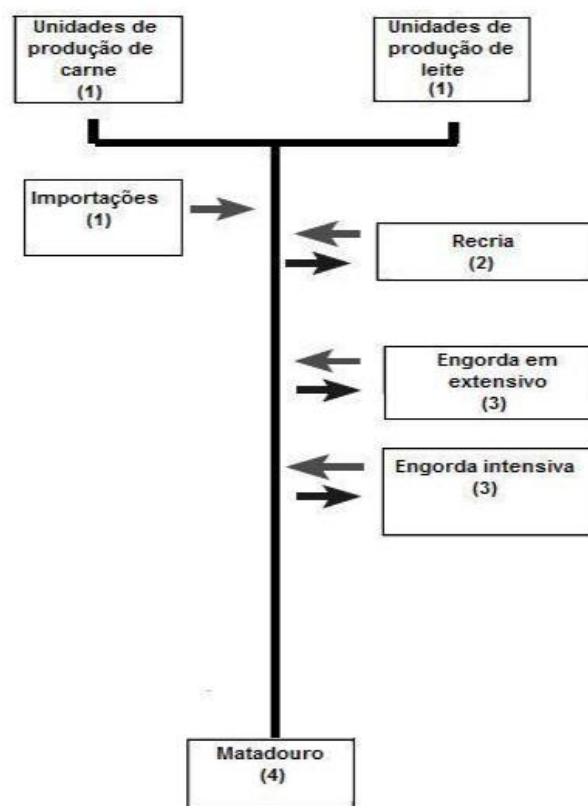 Unidades de
produção de
carne
(1)
Unidades de
produção de
leite
(1)
Importações
(1)
Recria
(2)
Engorda em
extensivo
(3)
Engorda intensiva
(3)
Matadouro
(4)